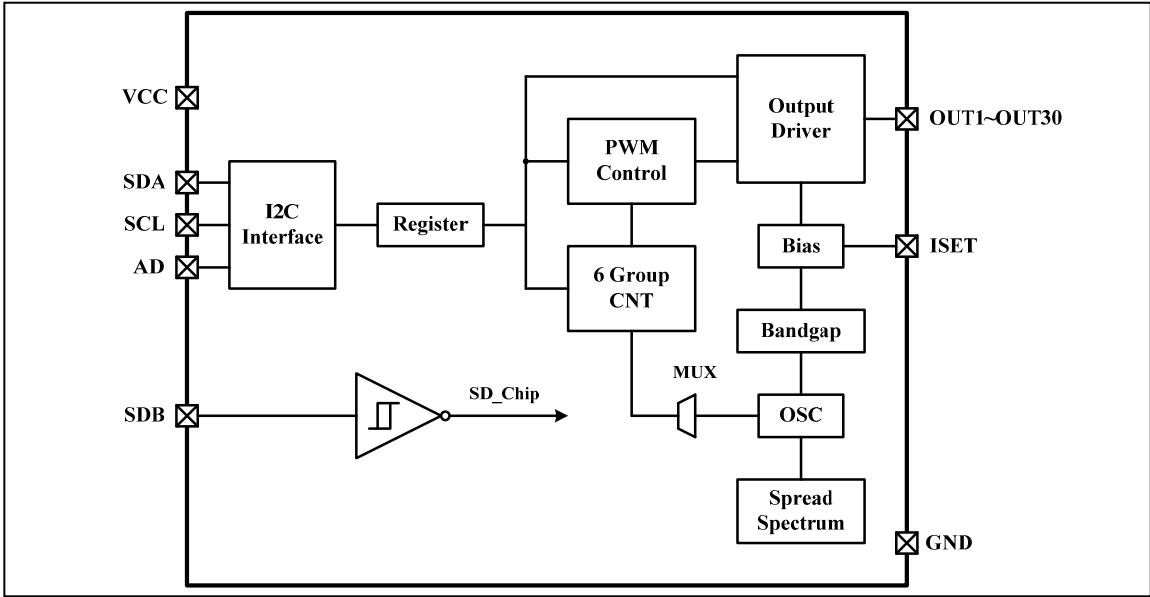 VCC
SDA
SCL
AD
SDB
I2C
Interface
Register
SD_Chip
PWM
Control
6 Group
CNT
MUX
Output
Driver
Bias
Bandgap
OSC
Spread
Spectrum
OUT1~OUT30
ISET
GND